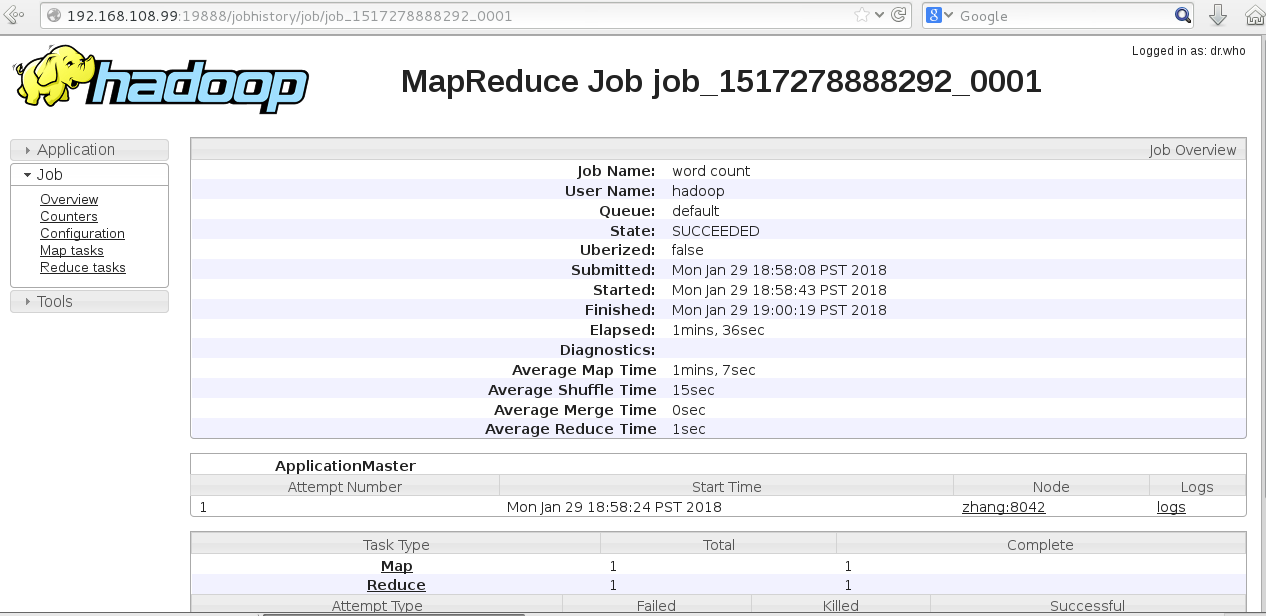 192.168.108.99:19888/jobhistory/job/job_1517278888292_0001
8 Google
Logged in as: dr.who
hadoop
MapReduce Job job_1517278888292_0001
Application
Job
Overview
Counters
Configuration
Map tasks
Reduce tasks
Tools
Job Overview
Job Name: word count
User Name: hadoop
Queue: default
State: SUCCEEDED
Uberized: false
Submitted: Mon Jan 29 18:58:08 PST 2018
Started: Mon Jan 29 18:58:43 PST 2018
Finished: Mon Jan 29 19:00:19 PST 2018
Elapsed: 1mins, 36sec
Diagnostics:
Average Map Time 1mins, 7sec
Average Shuffle Time 15sec
Average Merge Time 0sec
Average Reduce Time 1sec
ApplicationMaster
Attempt Number Start Time Node Logs
1 Mon Jan 29 18:58:24 PST 2018 zhang:8042 logs
Task Type Total Complete
Map 1 1
Reduce 1 1
Attempt Type Failed Killed Successful